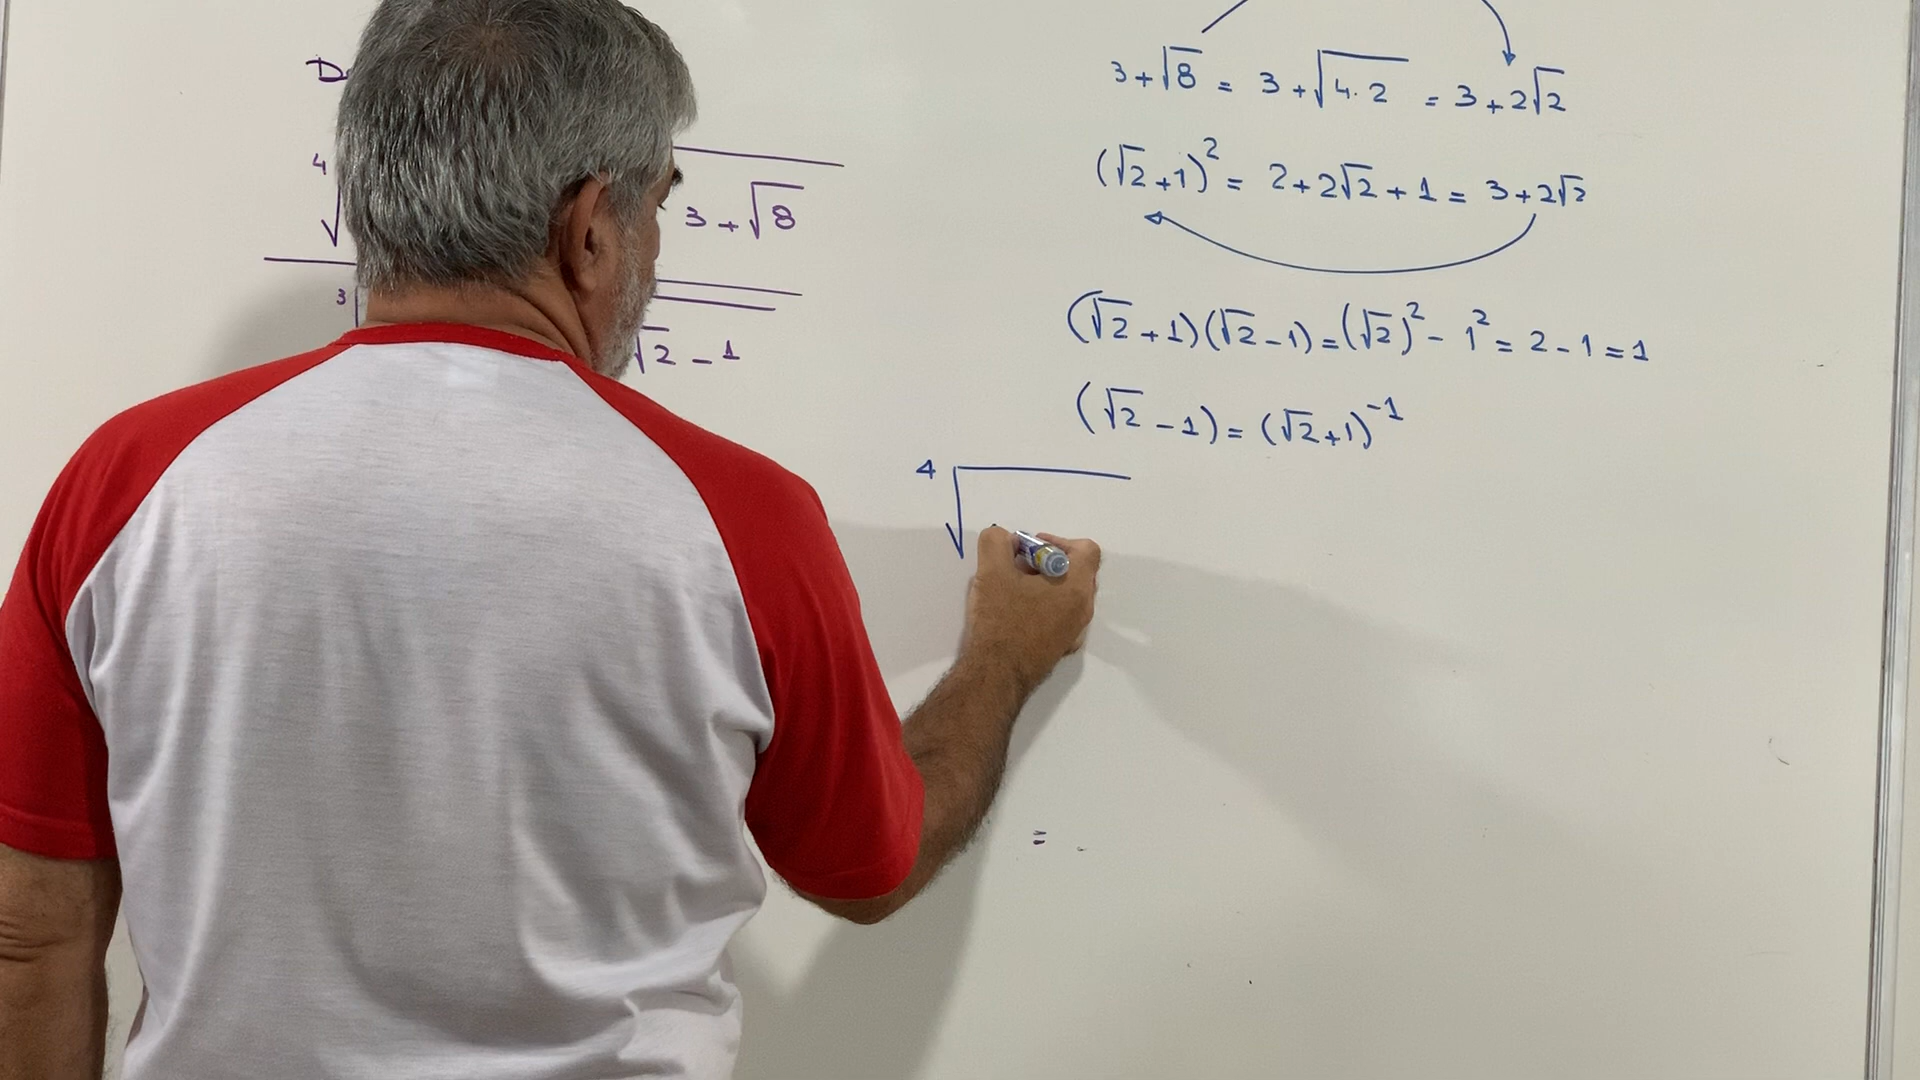 D
4√ 3+√8
3 √2-1
3+√8 = 3+√4·2 = 3+2√2
(√2+1)² = 2+2√2+1 = 3+2√2
(√2+1)(√2-1)=(√2)²-1²=2-1=1
(√2-1)=(√2+1)⁻¹
4√
=